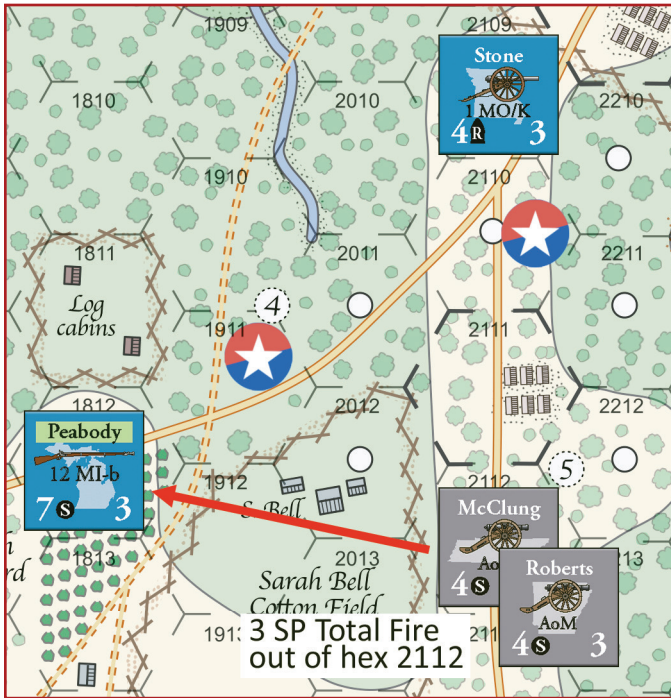 1909
2109
Stone
1 MO/K
4 R 3
1810
2010
2210
1910
2110
1811
2011
2211
Log
cabins
4
1911
2111
1812
2012
2212
Peabody
12 MI-b
7 S 3
1912
S. Bell
2112
5
McClung
4 S
1813
2013
Roberts
AoM
4 S 3
Sarah Bell
Cotton Field
1913
3 SP Total Fire
out of hex 2112